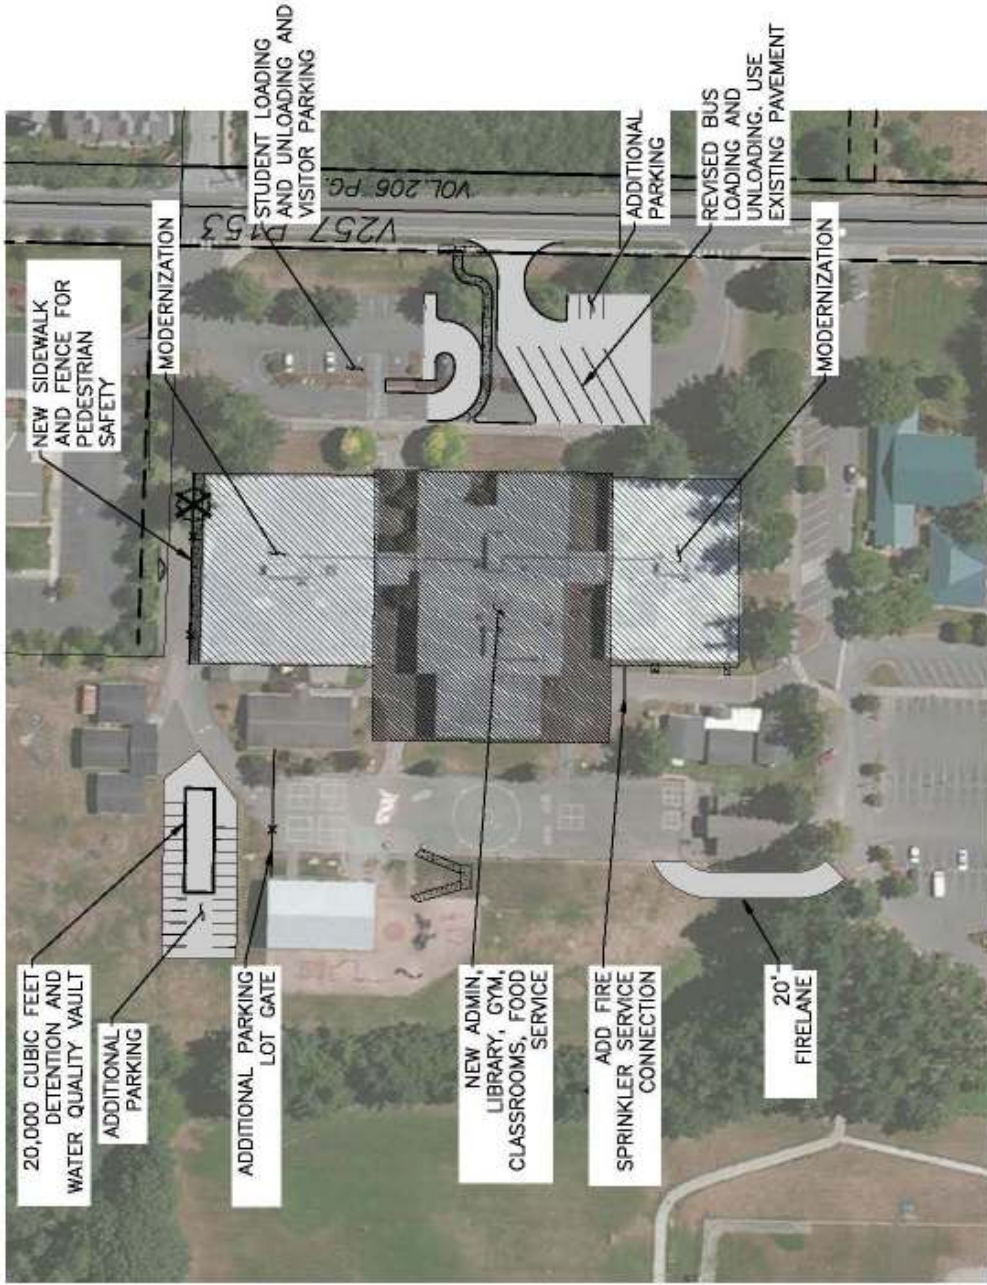 20,000 CUBIC FEET
DETENTION AND
WATER QUALITY VAULT
ADDITIONAL
PARKING
ADDITIONAL PARKING
LOT GATE
NEW ADMIN,
LIBRARY, GYM,
CLASSROOMS, FOOD
SERVICE
ADD FIRE
SPRINKLER SERVICE
CONNECTION
20'
FIRELANE
NEW SIDEWALK
AND FENCE FOR
PEDESTRIAN
SAFETY
MODERNIZATION
STUDENT LOADING
AND UNLOADING AND
VISITOR PARKING
V257 P153
VOL.206 PG.
ADDITIONAL
PARKING
REVISED BUS
LOADING AND
UNLOADING. USE
EXISTING PAVEMENT
MODERNIZATION